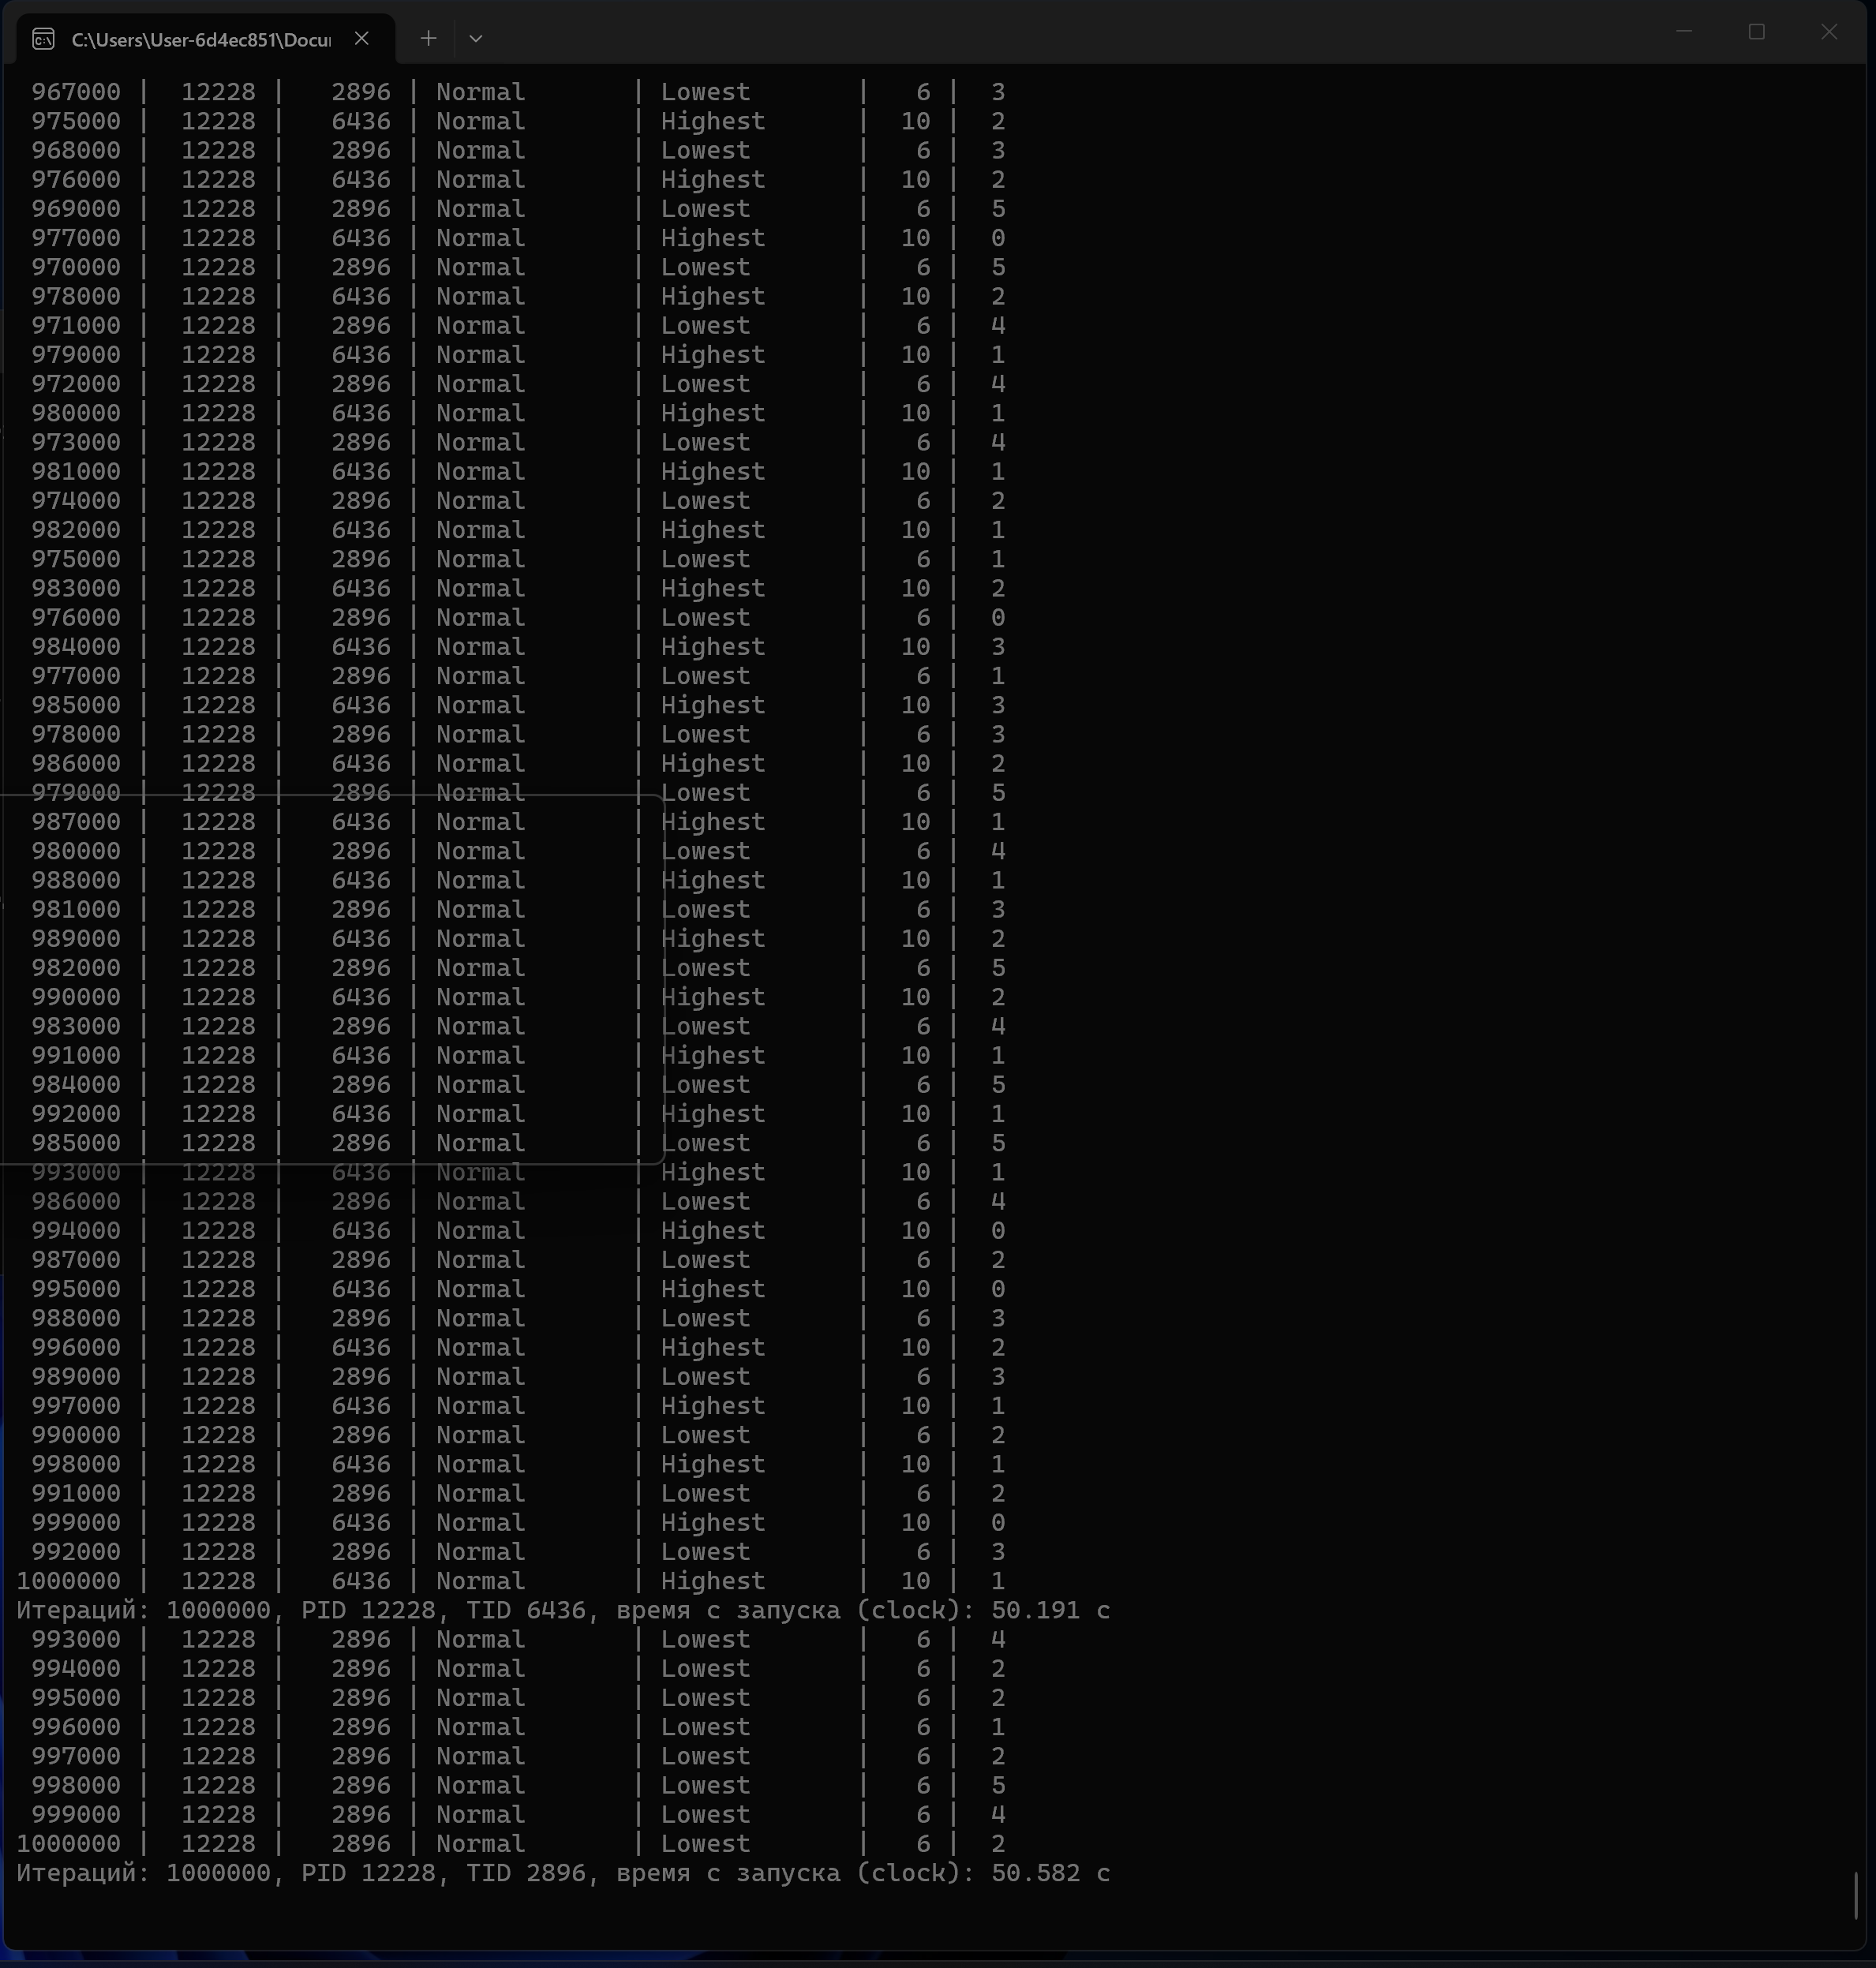 C:\Users\User-6d4ec851\Docu
967000 | 12228 | 2896 | Normal | Lowest | 6 | 3
975000 | 12228 | 6436 | Normal | Highest | 10 | 2
968000 | 12228 | 2896 | Normal | Lowest | 6 | 3
976000 | 12228 | 6436 | Normal | Highest | 10 | 2
969000 | 12228 | 2896 | Normal | Lowest | 6 | 5
977000 | 12228 | 6436 | Normal | Highest | 10 | 0
970000 | 12228 | 2896 | Normal | Lowest | 6 | 5
978000 | 12228 | 6436 | Normal | Highest | 10 | 2
971000 | 12228 | 2896 | Normal | Lowest | 6 | 4
979000 | 12228 | 6436 | Normal | Highest | 10 | 1
972000 | 12228 | 2896 | Normal | Lowest | 6 | 4
980000 | 12228 | 6436 | Normal | Highest | 10 | 1
973000 | 12228 | 2896 | Normal | Lowest | 6 | 4
981000 | 12228 | 6436 | Normal | Highest | 10 | 1
974000 | 12228 | 2896 | Normal | Lowest | 6 | 2
982000 | 12228 | 6436 | Normal | Highest | 10 | 1
975000 | 12228 | 2896 | Normal | Lowest | 6 | 1
983000 | 12228 | 6436 | Normal | Highest | 10 | 2
976000 | 12228 | 2896 | Normal | Lowest | 6 | 0
984000 | 12228 | 6436 | Normal | Highest | 10 | 3
977000 | 12228 | 2896 | Normal | Lowest | 6 | 1
985000 | 12228 | 6436 | Normal | Highest | 10 | 3
978000 | 12228 | 2896 | Normal | Lowest | 6 | 3
986000 | 12228 | 6436 | Normal | Highest | 10 | 2
979000 | 12228 | 2896 | Normal | Lowest | 6 | 5
987000 | 12228 | 6436 | Normal | Highest | 10 | 1
980000 | 12228 | 2896 | Normal | Lowest | 6 | 4
988000 | 12228 | 6436 | Normal | Highest | 10 | 1
981000 | 12228 | 2896 | Normal | Lowest | 6 | 3
989000 | 12228 | 6436 | Normal | Highest | 10 | 2
982000 | 12228 | 2896 | Normal | Lowest | 6 | 5
990000 | 12228 | 6436 | Normal | Highest | 10 | 2
983000 | 12228 | 2896 | Normal | Lowest | 6 | 4
991000 | 12228 | 6436 | Normal | Highest | 10 | 1
984000 | 12228 | 2896 | Normal | Lowest | 6 | 5
992000 | 12228 | 6436 | Normal | Highest | 10 | 1
985000 | 12228 | 2896 | Normal | Lowest | 6 | 5
993000 | 12228 | 6436 | Normal | Highest | 10 | 1
986000 | 12228 | 2896 | Normal | Lowest | 6 | 4
994000 | 12228 | 6436 | Normal | Highest | 10 | 0
987000 | 12228 | 2896 | Normal | Lowest | 6 | 2
995000 | 12228 | 6436 | Normal | Highest | 10 | 0
988000 | 12228 | 2896 | Normal | Lowest | 6 | 3
996000 | 12228 | 6436 | Normal | Highest | 10 | 2
989000 | 12228 | 2896 | Normal | Lowest | 6 | 3
997000 | 12228 | 6436 | Normal | Highest | 10 | 1
990000 | 12228 | 2896 | Normal | Lowest | 6 | 2
998000 | 12228 | 6436 | Normal | Highest | 10 | 1
991000 | 12228 | 2896 | Normal | Lowest | 6 | 2
999000 | 12228 | 6436 | Normal | Highest | 10 | 0
992000 | 12228 | 2896 | Normal | Lowest | 6 | 3
1000000 | 12228 | 6436 | Normal | Highest | 10 | 1
Итераций: 1000000, PID 12228, TID 6436, время с запуска (clock): 50.191 с
993000 | 12228 | 2896 | Normal | Lowest | 6 | 4
994000 | 12228 | 2896 | Normal | Lowest | 6 | 2
995000 | 12228 | 2896 | Normal | Lowest | 6 | 2
996000 | 12228 | 2896 | Normal | Lowest | 6 | 1
997000 | 12228 | 2896 | Normal | Lowest | 6 | 2
998000 | 12228 | 2896 | Normal | Lowest | 6 | 5
999000 | 12228 | 2896 | Normal | Lowest | 6 | 4
1000000 | 12228 | 2896 | Normal | Lowest | 6 | 2
Итераций: 1000000, PID 12228, TID 2896, время с запуска (clock): 50.582 с